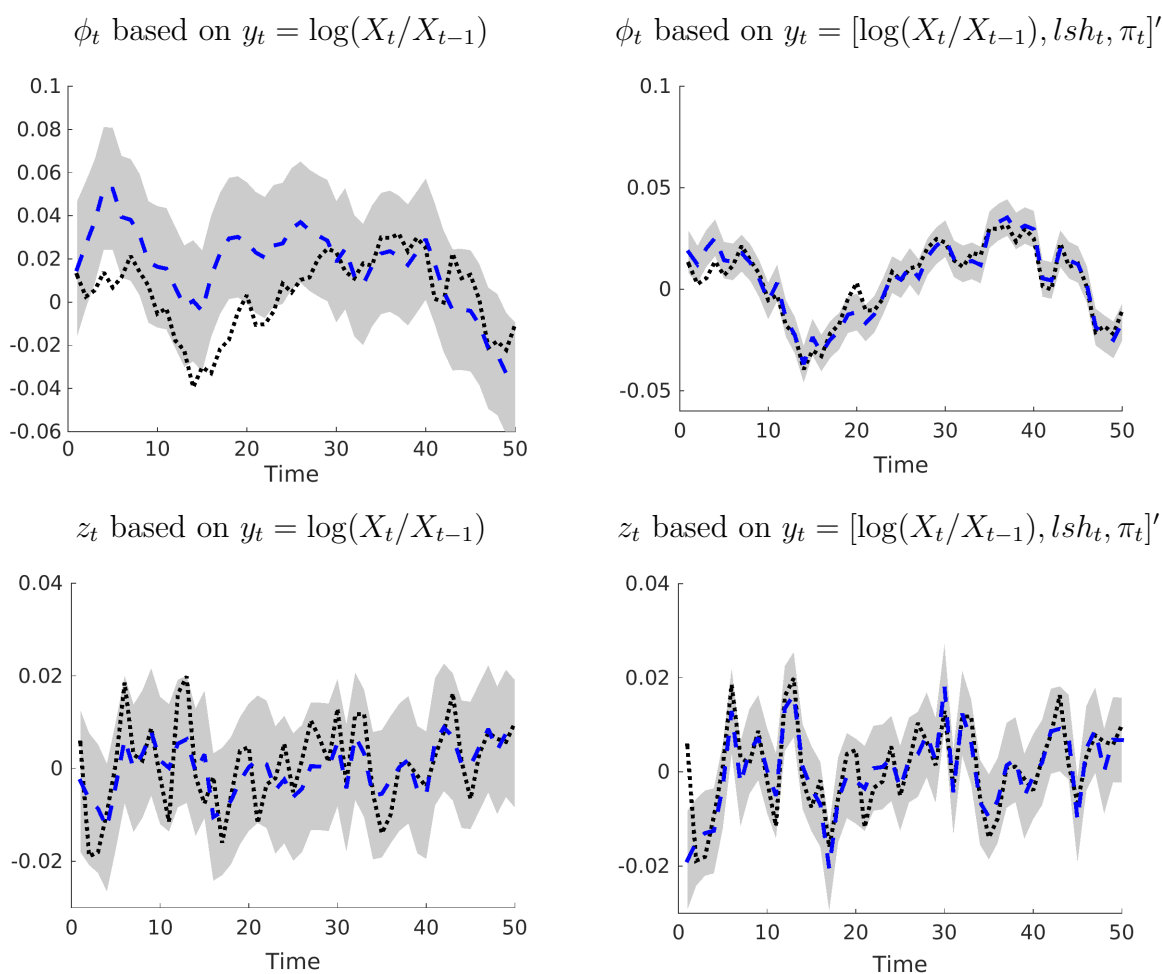 ϕ_t based on y_t = log(X_t/X_{t−1})
0.1
0.08
0.06
0.04
0.02
0
-0.02
-0.04
-0.06
0 10 20 30 40 50
Time
ϕ_t based on y_t = [log(X_t/X_{t−1}), lsh_t, π_t]′
0.1
0.05
0
-0.05
0 10 20 30 40 50
Time
z_t based on y_t = log(X_t/X_{t−1})
0.04
0.02
0
-0.02
0 10 20 30 40 50
Time
z_t based on y_t = [log(X_t/X_{t−1}), lsh_t, π_t]′
0.04
0.02
0
-0.02
0 10 20 30 40 50
Time